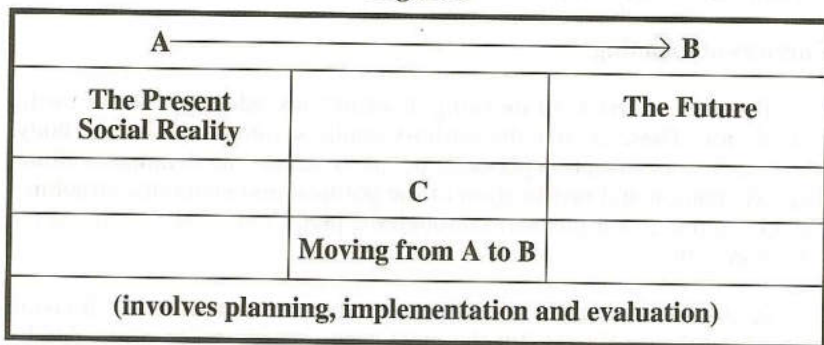 A → B
The Present
Social Reality
The Future
C
Moving from A to B
(involves planning, implementation and evaluation)